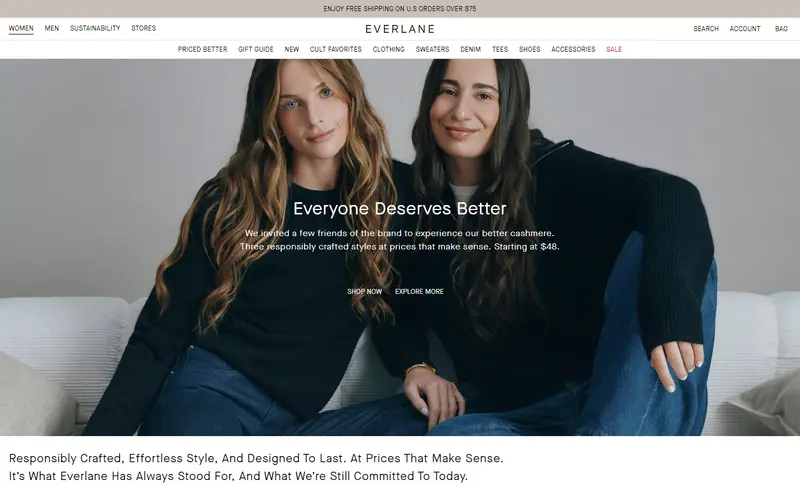 ENJOY FREE SHIPPING ON U.S ORDERS OVER $75
WOMEN MEN SUSTAINABILITY STORES
EVERLANE
SEARCH ACCOUNT BAG
PRICED BETTER GIFT GUIDE NEW CULT FAVORITES CLOTHING SWEATERS DENIM TEES SHOES ACCESSORIES SALE
Everyone Deserves Better
We invited a few friends of the brand to experience our better cashmere.
Three responsibly crafted styles at prices that make sense. Starting at $48.
SHOP NOW EXPLORE MORE
Responsibly Crafted, Effortless Style, And Designed To Last. At Prices That Make Sense.
It's What Everlane Has Always Stood For, And What We're Still Committed To Today.